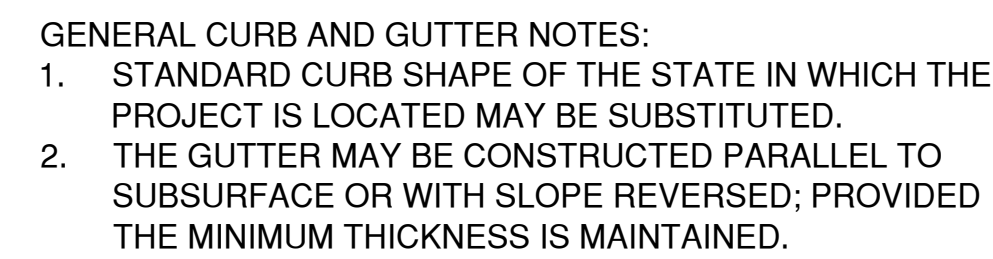 GENERAL CURB AND GUTTER NOTES:
1. STANDARD CURB SHAPE OF THE STATE IN WHICH THE
PROJECT IS LOCATED MAY BE SUBSTITUTED.
2. THE GUTTER MAY BE CONSTRUCTED PARALLEL TO
SUBSURFACE OR WITH SLOPE REVERSED; PROVIDED
THE MINIMUM THICKNESS IS MAINTAINED.